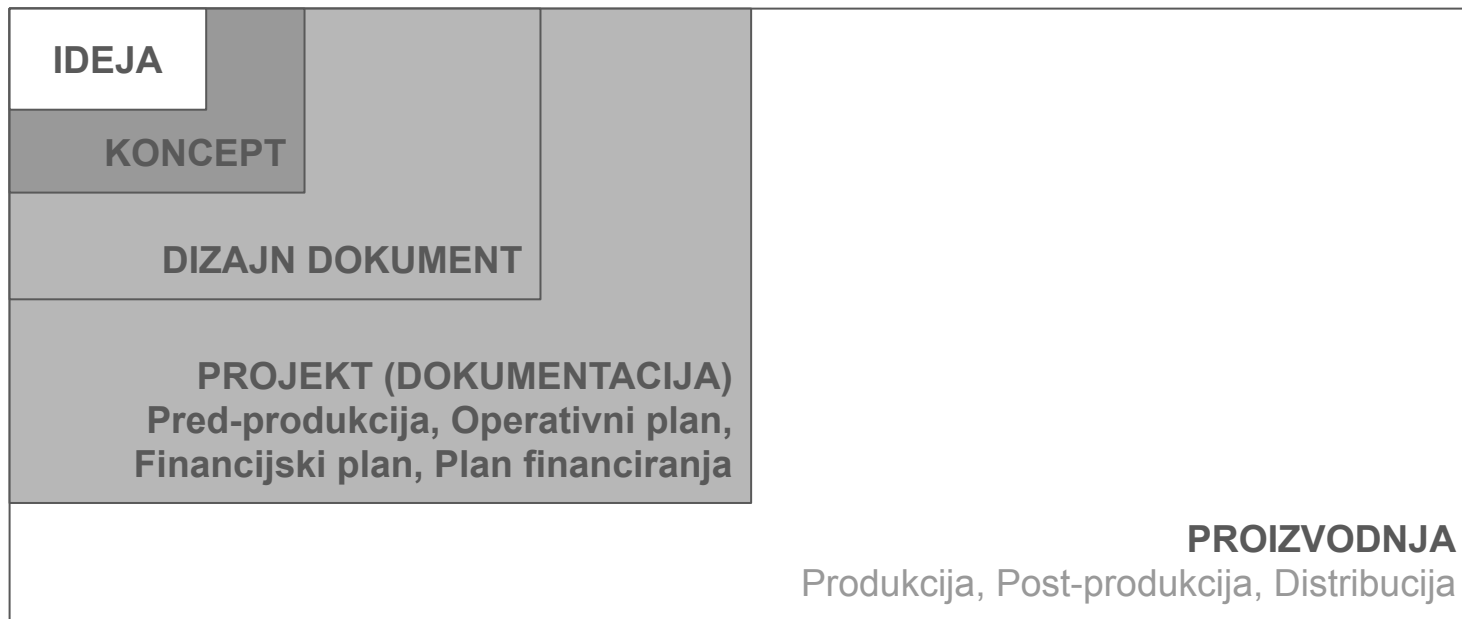 IDEJA
KONCEPT
DIZAJN DOKUMENT
PROJEKT (DOKUMENTACIJA)
Pred-produkcija, Operativni plan,
Financijski plan, Plan financiranja
PROIZVODNJA
Produkcija, Post-produkcija, Distribucija